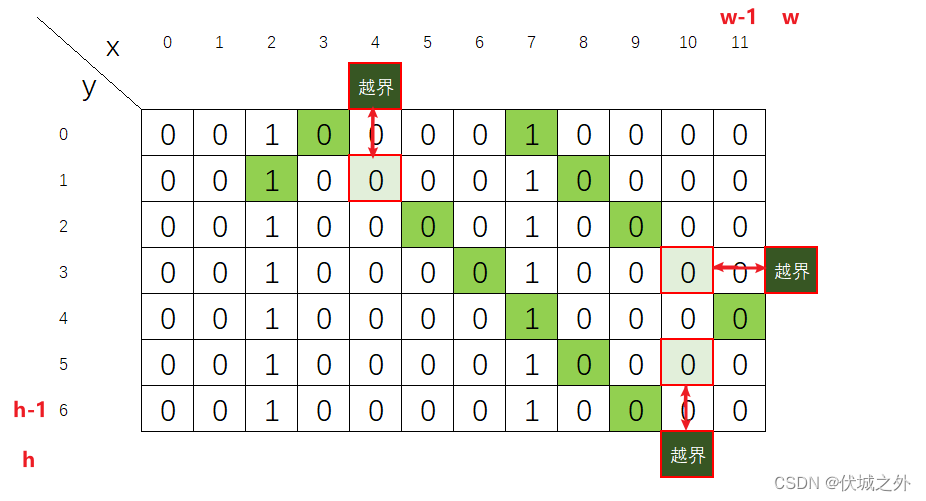 w-1 w
x 0 1 2 3 4 5 6 7 8 9 10 11
y
越界
0 0 0 1 0 0 0 0 1 0 0 0 0
1 0 0 1 0 0 0 0 1 0 0 0 0
2 0 0 1 0 0 0 0 1 0 0 0 0
3 0 0 1 0 0 0 0 1 0 0 0 0 越界
4 0 0 1 0 0 0 0 1 0 0 0 0
5 0 0 1 0 0 0 0 1 0 0 0 0
h-1 6 0 0 1 0 0 0 0 1 0 0 0 0
h 越界
CSDN @伏城之外